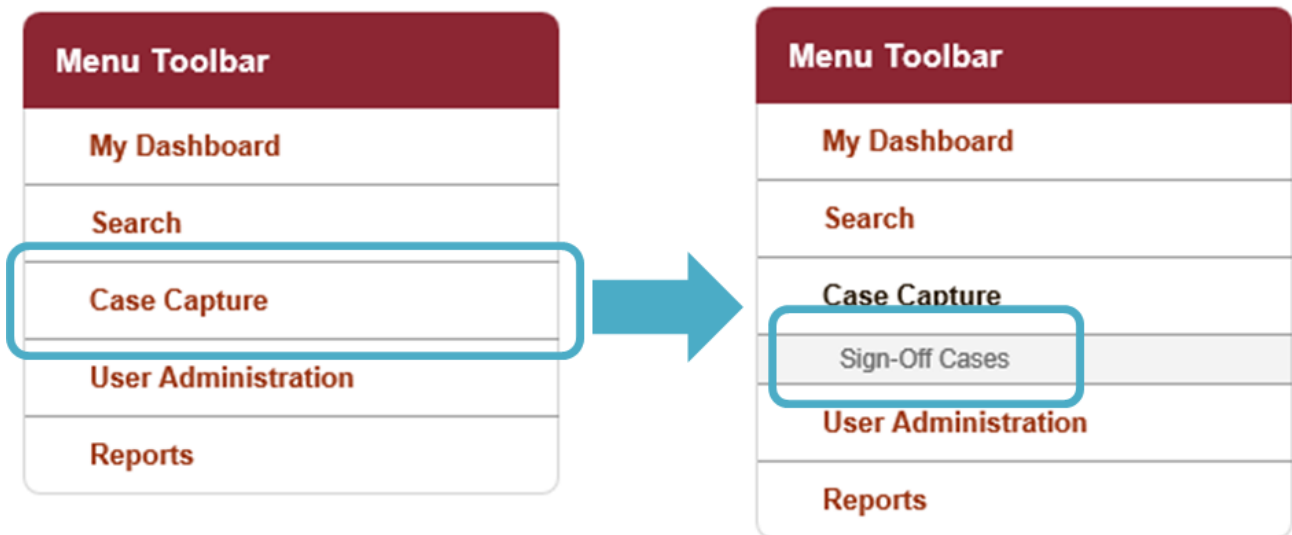 Menu Toolbar
My Dashboard
Search
Case Capture
User Administration
Reports
Menu Toolbar
My Dashboard
Search
Case Capture
Sign-Off Cases
User Administration
Reports